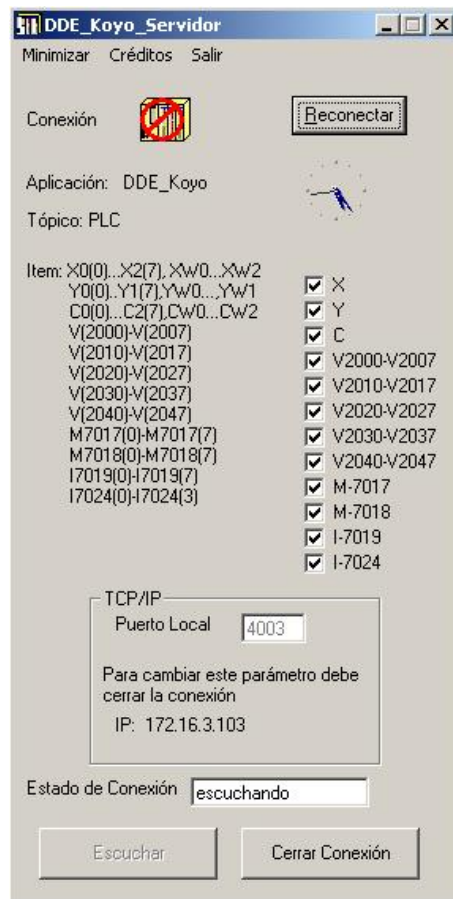 DDE_Koyo_Servidor
Minimizar Créditos Salir
Conexión
Reconectar
Aplicación: DDE_Koyo
Tópico: PLC
Item: X0(0)...X2(7), XW0...XW2
Y0(0)..Y1(7),YW0...,YW1
C0(0)...C2(7),CW0...CW2
V(2000)-V(2007)
V(2010)-V(2017)
V(2020)-V(2027)
V(2030)-V(2037)
V(2040)-V(2047)
M7017(0)-M7017(7)
M7018(0)-M7018(7)
I7019(0)-I7019(7)
I7024(0)-I7024(3)
X
Y
C
V2000-V2007
V2010-V2017
V2020-V2027
V2030-V2037
V2040-V2047
M-7017
M-7018
I-7019
I-7024
TCP/IP
Puerto Local 4003
Para cambiar este parámetro debe
cerrar la conexión
IP: 172.16.3.103
Estado de Conexión escuchando
Escuchar Cerrar Conexión